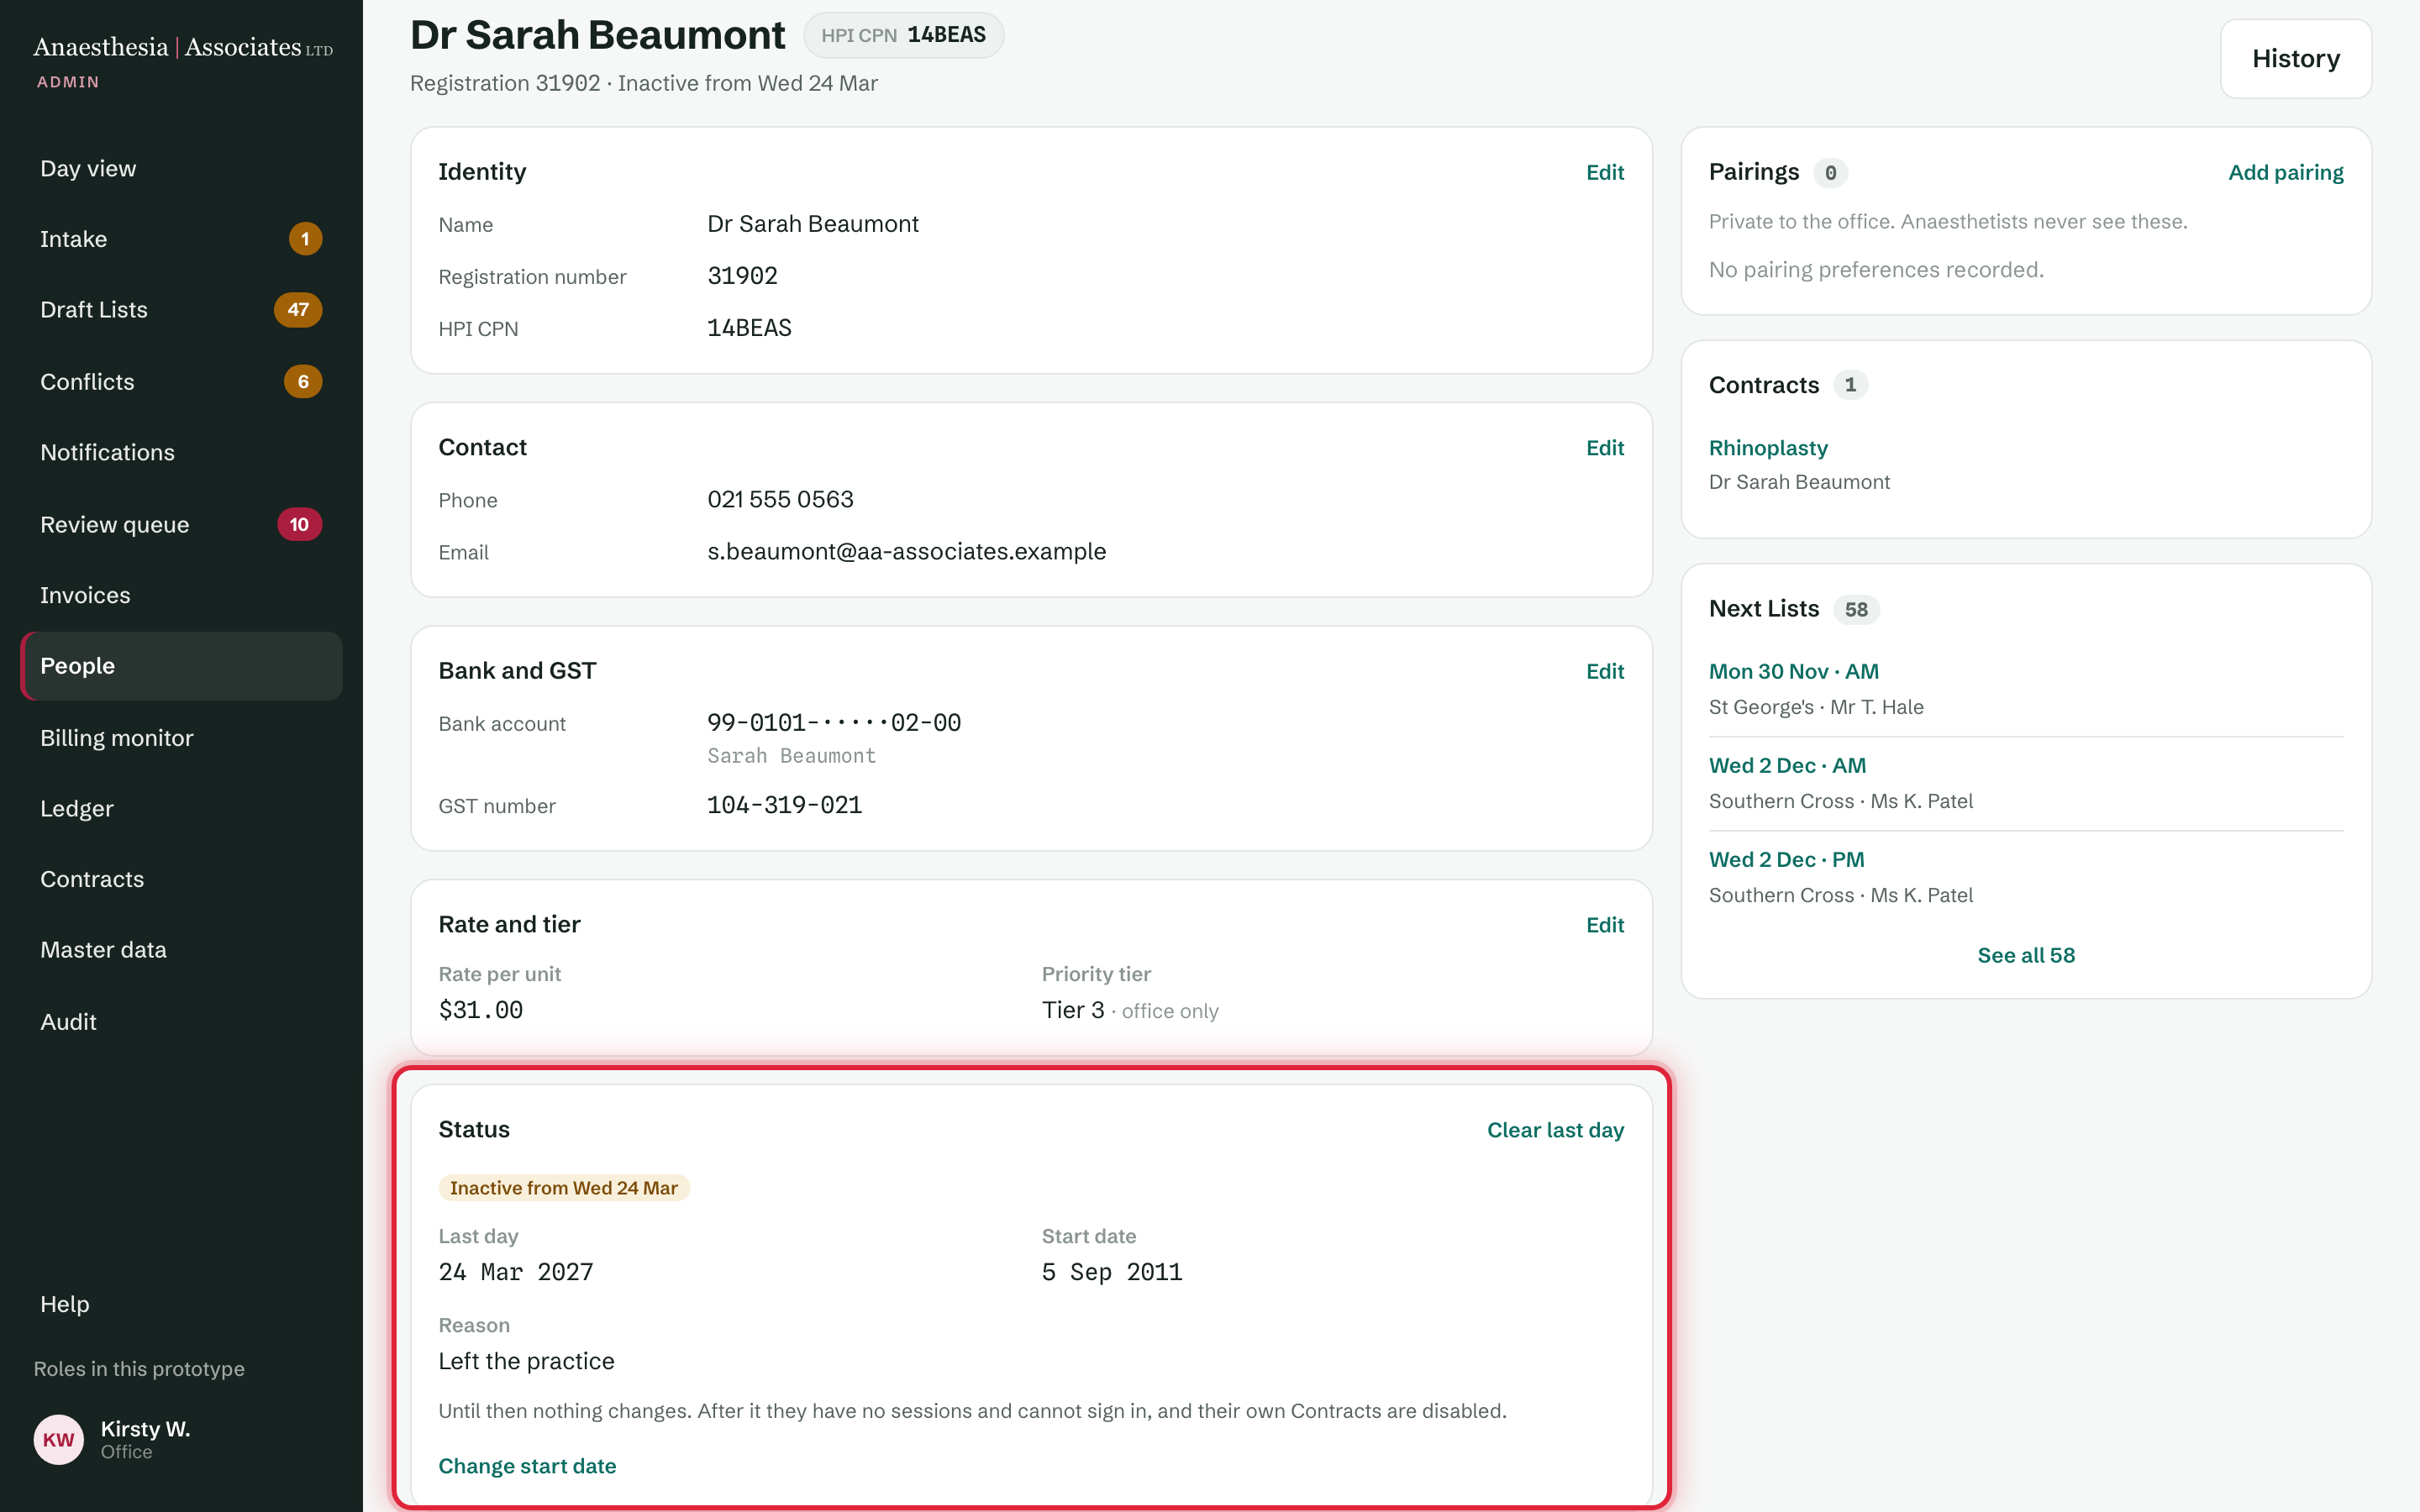 Anaesthesia | Associates LTD
ADMIN
Day view
Intake 1
Draft Lists 47
Conflicts 6
Notifications
Review queue 10
Invoices
People
Billing monitor
Ledger
Contracts
Master data
Audit
Help
Roles in this prototype
KW
Kirsty W.
Office
Dr Sarah Beaumont HPI CPN 14BEAS
Registration 31902 · Inactive from Wed 24 Mar
History
Identity Edit
Name Dr Sarah Beaumont
Registration number 31902
HPI CPN 14BEAS
Contact Edit
Phone 021 555 0563
Email s.beaumont@aa-associates.example
Bank and GST Edit
Bank account 99-0101-·····02-00
Sarah Beaumont
GST number 104-319-021
Rate and tier Edit
Rate per unit Priority tier
$31.00 Tier 3 · office only
Status Clear last day
Inactive from Wed 24 Mar
Last day Start date
24 Mar 2027 5 Sep 2011
Reason
Left the practice
Until then nothing changes. After it they have no sessions and cannot sign in, and their own Contracts are disabled.
Change start date
Pairings 0 Add pairing
Private to the office. Anaesthetists never see these.
No pairing preferences recorded.
Contracts 1
Rhinoplasty
Dr Sarah Beaumont
Next Lists 58
Mon 30 Nov · AM
St George's · Mr T. Hale
Wed 2 Dec · AM
Southern Cross · Ms K. Patel
Wed 2 Dec · PM
Southern Cross · Ms K. Patel
See all 58